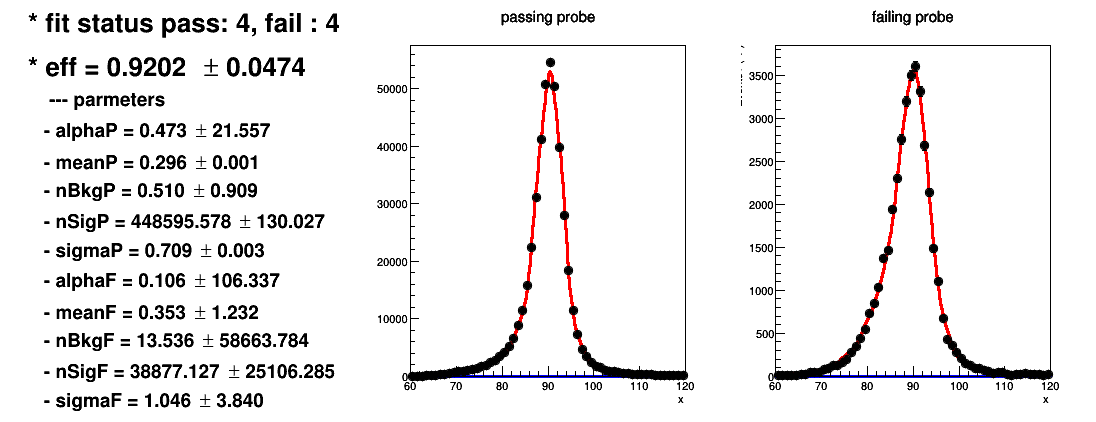 * fit status pass: 4, fail : 4
* eff = 0.9202 ± 0.0474
--- parmeters
- alphaP = 0.473 ± 21.557
- meanP = 0.296 ± 0.001
- nBkgP = 0.510 ± 0.909
- nSigP = 448595.578 ± 130.027
- sigmaP = 0.709 ± 0.003
- alphaF = 0.106 ± 106.337
- meanF = 0.353 ± 1.232
- nBkgF = 13.536 ± 58663.784
- nSigF = 38877.127 ± 25106.285
- sigmaF = 1.046 ± 3.840
passing probe
50000
40000
30000
20000
10000
0
60 70 80 90 100 110 120
x
failing probe
3500
3000
2500
2000
1500
1000
500
0
60 70 80 90 100 110 120
x